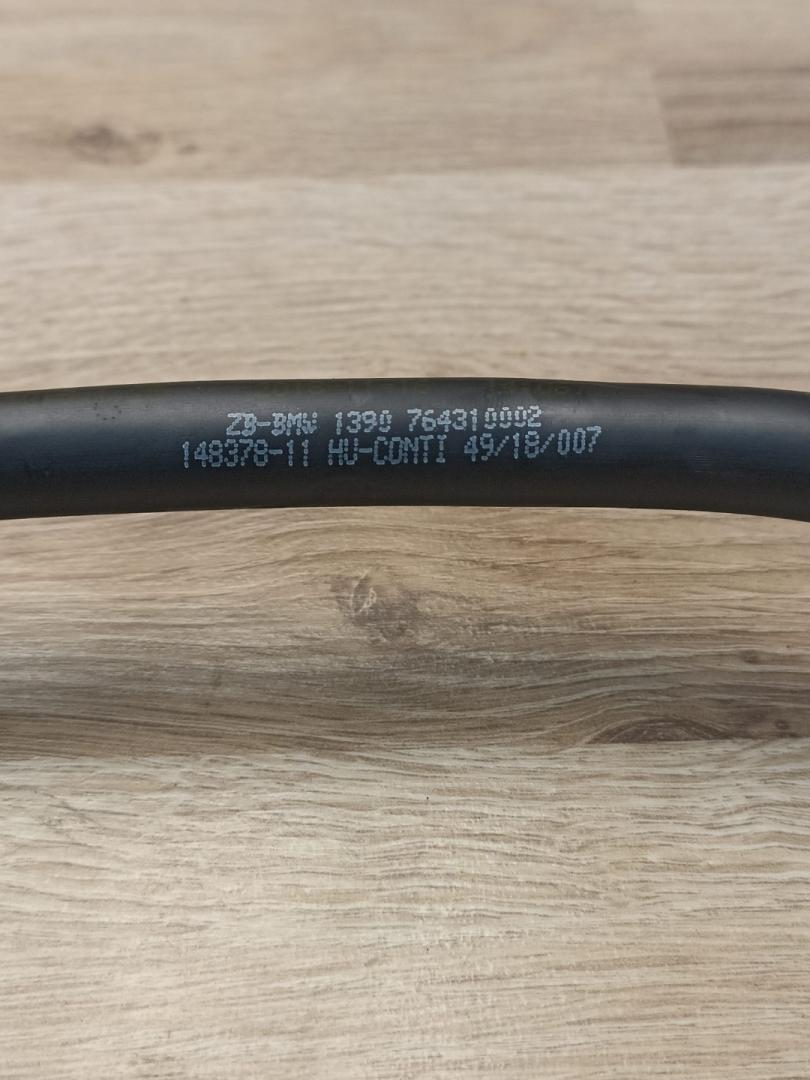 ZB-BMW 1390 764310002
148378-11 HU-CONTI 49/18/007